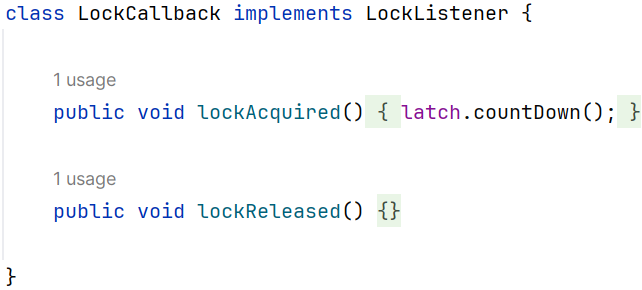 class LockCallback implements LockListener {
1 usage
public void lockAcquired() { latch.countDown(); }
1 usage
public void lockReleased() {}
}